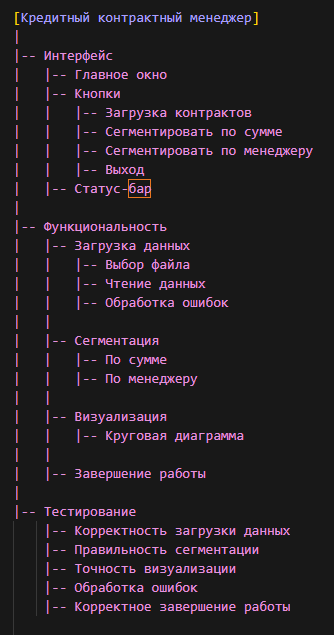 [Кредитный контрактный менеджер]
|
|-- Интерфейс
|   |-- Главное окно
|   |-- Кнопки
|   |   |-- Загрузка контрактов
|   |   |-- Сегментировать по сумме
|   |   |-- Сегментировать по менеджеру
|   |   |-- Выход
|   |-- Статус-бар
|
|-- Функциональность
|   |-- Загрузка данных
|   |   |-- Выбор файла
|   |   |-- Чтение данных
|   |   |-- Обработка ошибок
|   |
|   |-- Сегментация
|   |   |-- По сумме
|   |   |-- По менеджеру
|   |
|   |-- Визуализация
|   |   |-- Круговая диаграмма
|   |
|   |-- Завершение работы
|
|-- Тестирование
    |-- Корректность загрузки данных
    |-- Правильность сегментации
    |-- Точность визуализации
    |-- Обработка ошибок
    |-- Корректное завершение работы